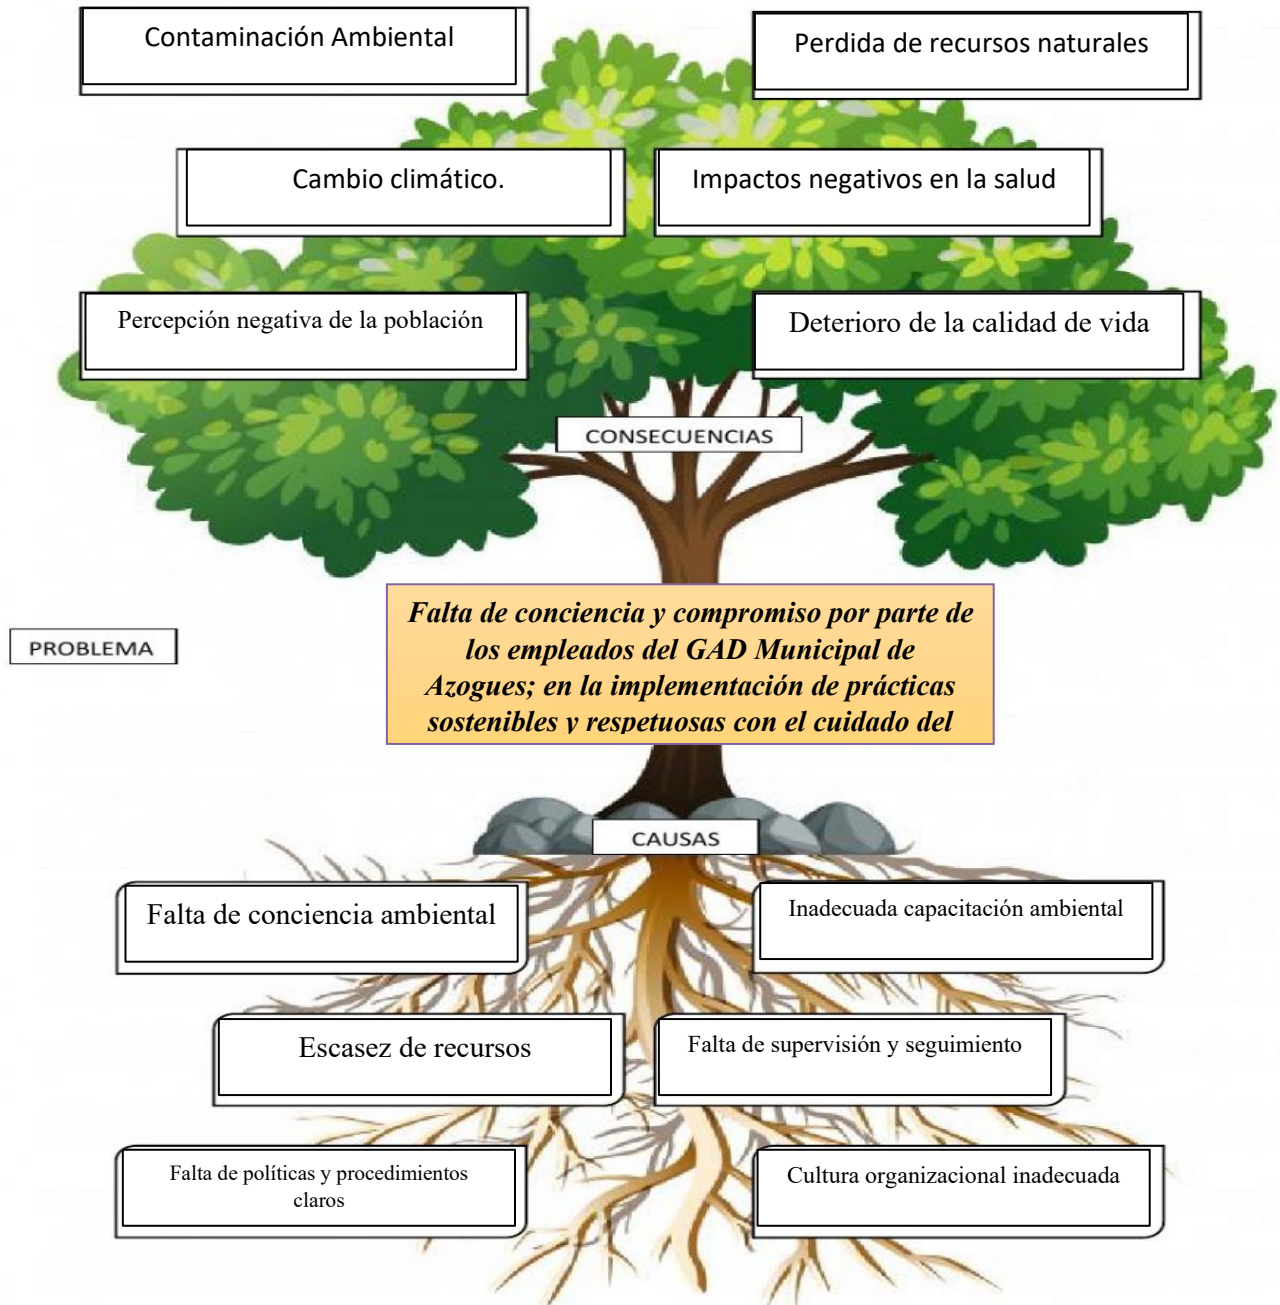 Contaminación Ambiental
Perdida de recursos naturales
Cambio climático.
Impactos negativos en la salud
Percepción negativa de la población
Deterioro de la calidad de vida
CONSECUENCIAS
PROBLEMA
Falta de conciencia y compromiso por parte de
los empleados del GAD Municipal de
Azogues; en la implementación de prácticas
sostenibles y respetuosas con el cuidado del
CAUSAS
Falta de conciencia ambiental
Inadecuada capacitación ambiental
Escasez de recursos
Falta de supervisión y seguimiento
Falta de políticas y procedimientos
claros
Cultura organizacional inadecuada